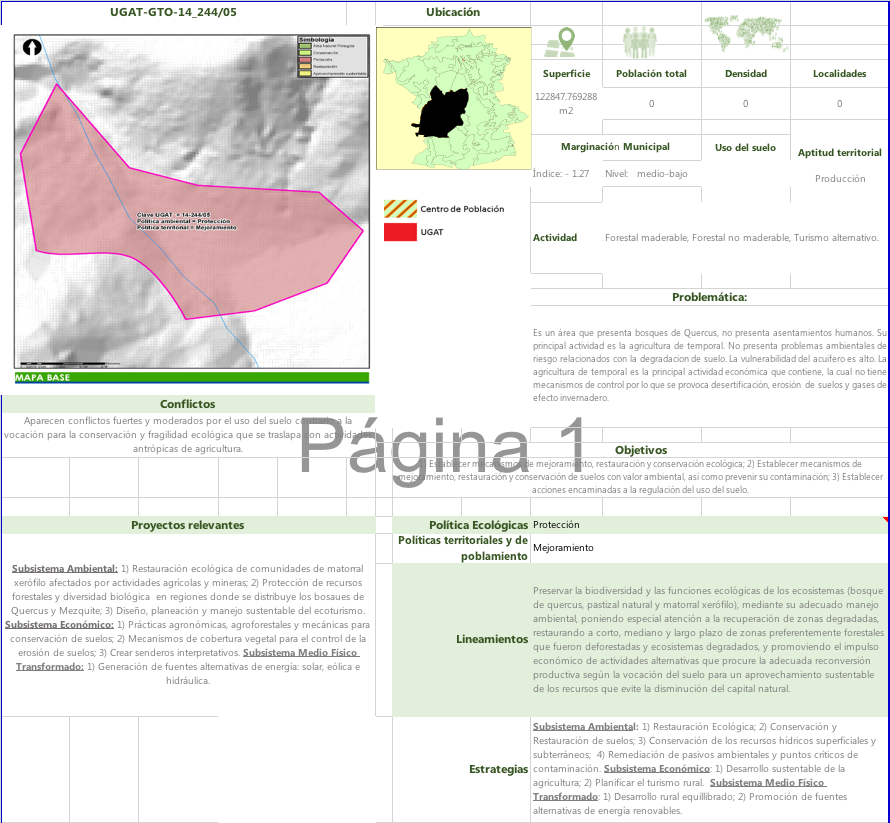 UGAT-GTO-14_244/05
Ubicación
Simbología
Área Natural Protegida
Conservación
Protección
Restauración
Aprovechamiento sustentable
Clave UGAT = 14-244/05
Política ambiental = Protección
Política territorial = Mejoramiento
MAPA BASE
Centro de Población
UGAT
Superficie
Población total
Densidad
Localidades
122847.769288
m2
0
0
0
Marginación Municipal
Uso del suelo
Aptitud territorial
Índice: - 1.27
Nivel: medio-bajo
Producción
Actividad
Forestal maderable, Forestal no maderable, Turismo alternativo.
Problemática:
Es un área que presenta bosques de Quercus, no presenta asentamientos humanos. Su
principal actividad es la agricultura de temporal. No presenta problemas ambientales de
riesgo relacionados con la degradacion de suelo. La vulnerabilidad del acuifero es alto. La
agricultura de temporal es la principal actividad económica que contiene, la cual no tiene
mecanismos de control por lo que se provoca desertificación, erosión de suelos y gases de
efecto invernadero.
Conflictos
Aparecen conflictos fuertes y moderados por el uso del suelo a la
vocación para la conservación y fragilidad ecológica que se traslapa con actividades
antrópicas de agricultura.
Página 1
Objetivos
1) Establecer mecanismos de mejoramiento, restauración y conservación ecológica; 2) Establecer mecanismos de
mejoramiento, restauración y conservación de suelos con valor ambiental, así como prevenir su contaminación; 3) Establecer
acciones encaminadas a la regulación del uso del suelo.
Proyectos relevantes
Subsistema Ambiental: 1) Restauración ecológica de comunidades de matorral
xerófilo afectados por actividades agrícolas y mineras; 2) Protección de recursos
forestales y diversidad biológica en regiones donde se distribuye los bosaues de
Quercus y Mezquite; 3) Diseño, planeación y manejo sustentable del ecoturismo.
Subsistema Económico: 1) Prácticas agronómicas, agroforestales y mecánicas para
conservación de suelos; 2) Mecanismos de cobertura vegetal para el control de la
erosión de suelos; 3) Crear senderos interpretativos. Subsistema Medio Físico
Transformado: 1) Generación de fuentes alternativas de energía: solar, eólica e
hidráulica.
Política Ecológicas
Protección
Políticas territoriales y de
poblamiento
Mejoramiento
Lineamientos
Preservar la biodiversidad y las funciones ecológicas de los ecosistemas (bosque
de quercus, pastizal natural y matorral xerófilo), mediante su adecuado manejo
ambiental, poniendo especial atención a la recuperación de zonas degradadas,
restaurando a corto, mediano y largo plazo de zonas preferentemente forestales
que fueron deforestadas y ecosistemas degradados, y promoviendo el impulso
económico de actividades alternativas que procure la adecuada reconversión
productiva según la vocación del suelo para un aprovechamiento sustentable
de los recursos que evite la disminución del capital natural.
Estrategias
Subsistema Ambiental: 1) Restauración Ecológica; 2) Conservación y
Restauración de suelos; 3) Conservación de los recursos hídricos superficiales y
subterráneos; 4) Remediación de pasivos ambientales y puntos críticos de
contaminación. Subsistema Económico: 1) Desarrollo sustentable de la
agricultura; 2) Planificar el turismo rural. Subsistema Medio Físico
Transformado: 1) Desarrollo rural equillibrado; 2) Promoción de fuentes
alternativas de energía renovables.